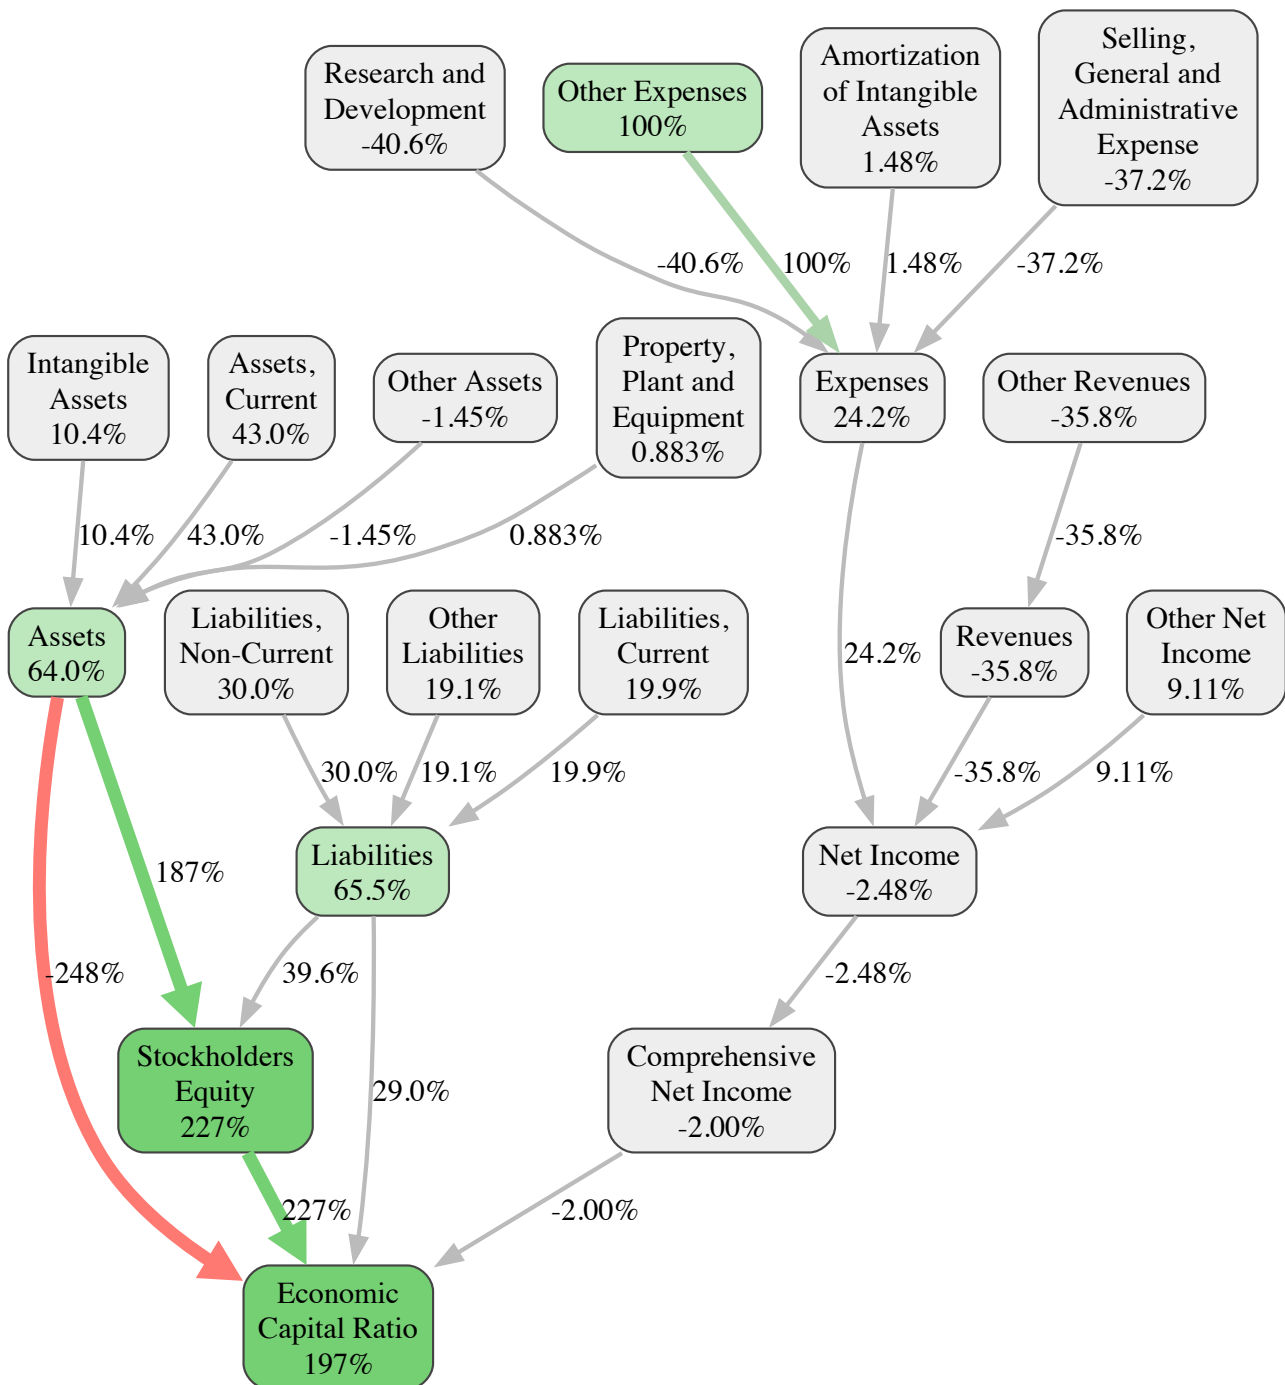 Research and
Development
-40.6%
Other Expenses
100%
Amortization
of Intangible
Assets
1.48%
Selling,
General and
Administrative
Expense
-37.2%
-40.6%
100%
1.48%
-37.2%
Intangible
Assets
10.4%
Assets,
Current
43.0%
Other Assets
-1.45%
Property,
Plant and
Equipment
0.883%
Expenses
24.2%
Other Revenues
-35.8%
10.4%
43.0%
-1.45%
0.883%
-35.8%
Assets
64.0%
Liabilities,
Non-Current
30.0%
Other
Liabilities
19.1%
Liabilities,
Current
19.9%
24.2%
Revenues
-35.8%
Other Net
Income
9.11%
30.0%
19.1%
19.9%
-35.8%
9.11%
187%
Liabilities
65.5%
Net Income
-2.48%
-248%
39.6%
-2.48%
Stockholders
Equity
227%
29.0%
Comprehensive
Net Income
-2.00%
227%
-2.00%
Economic
Capital Ratio
197%